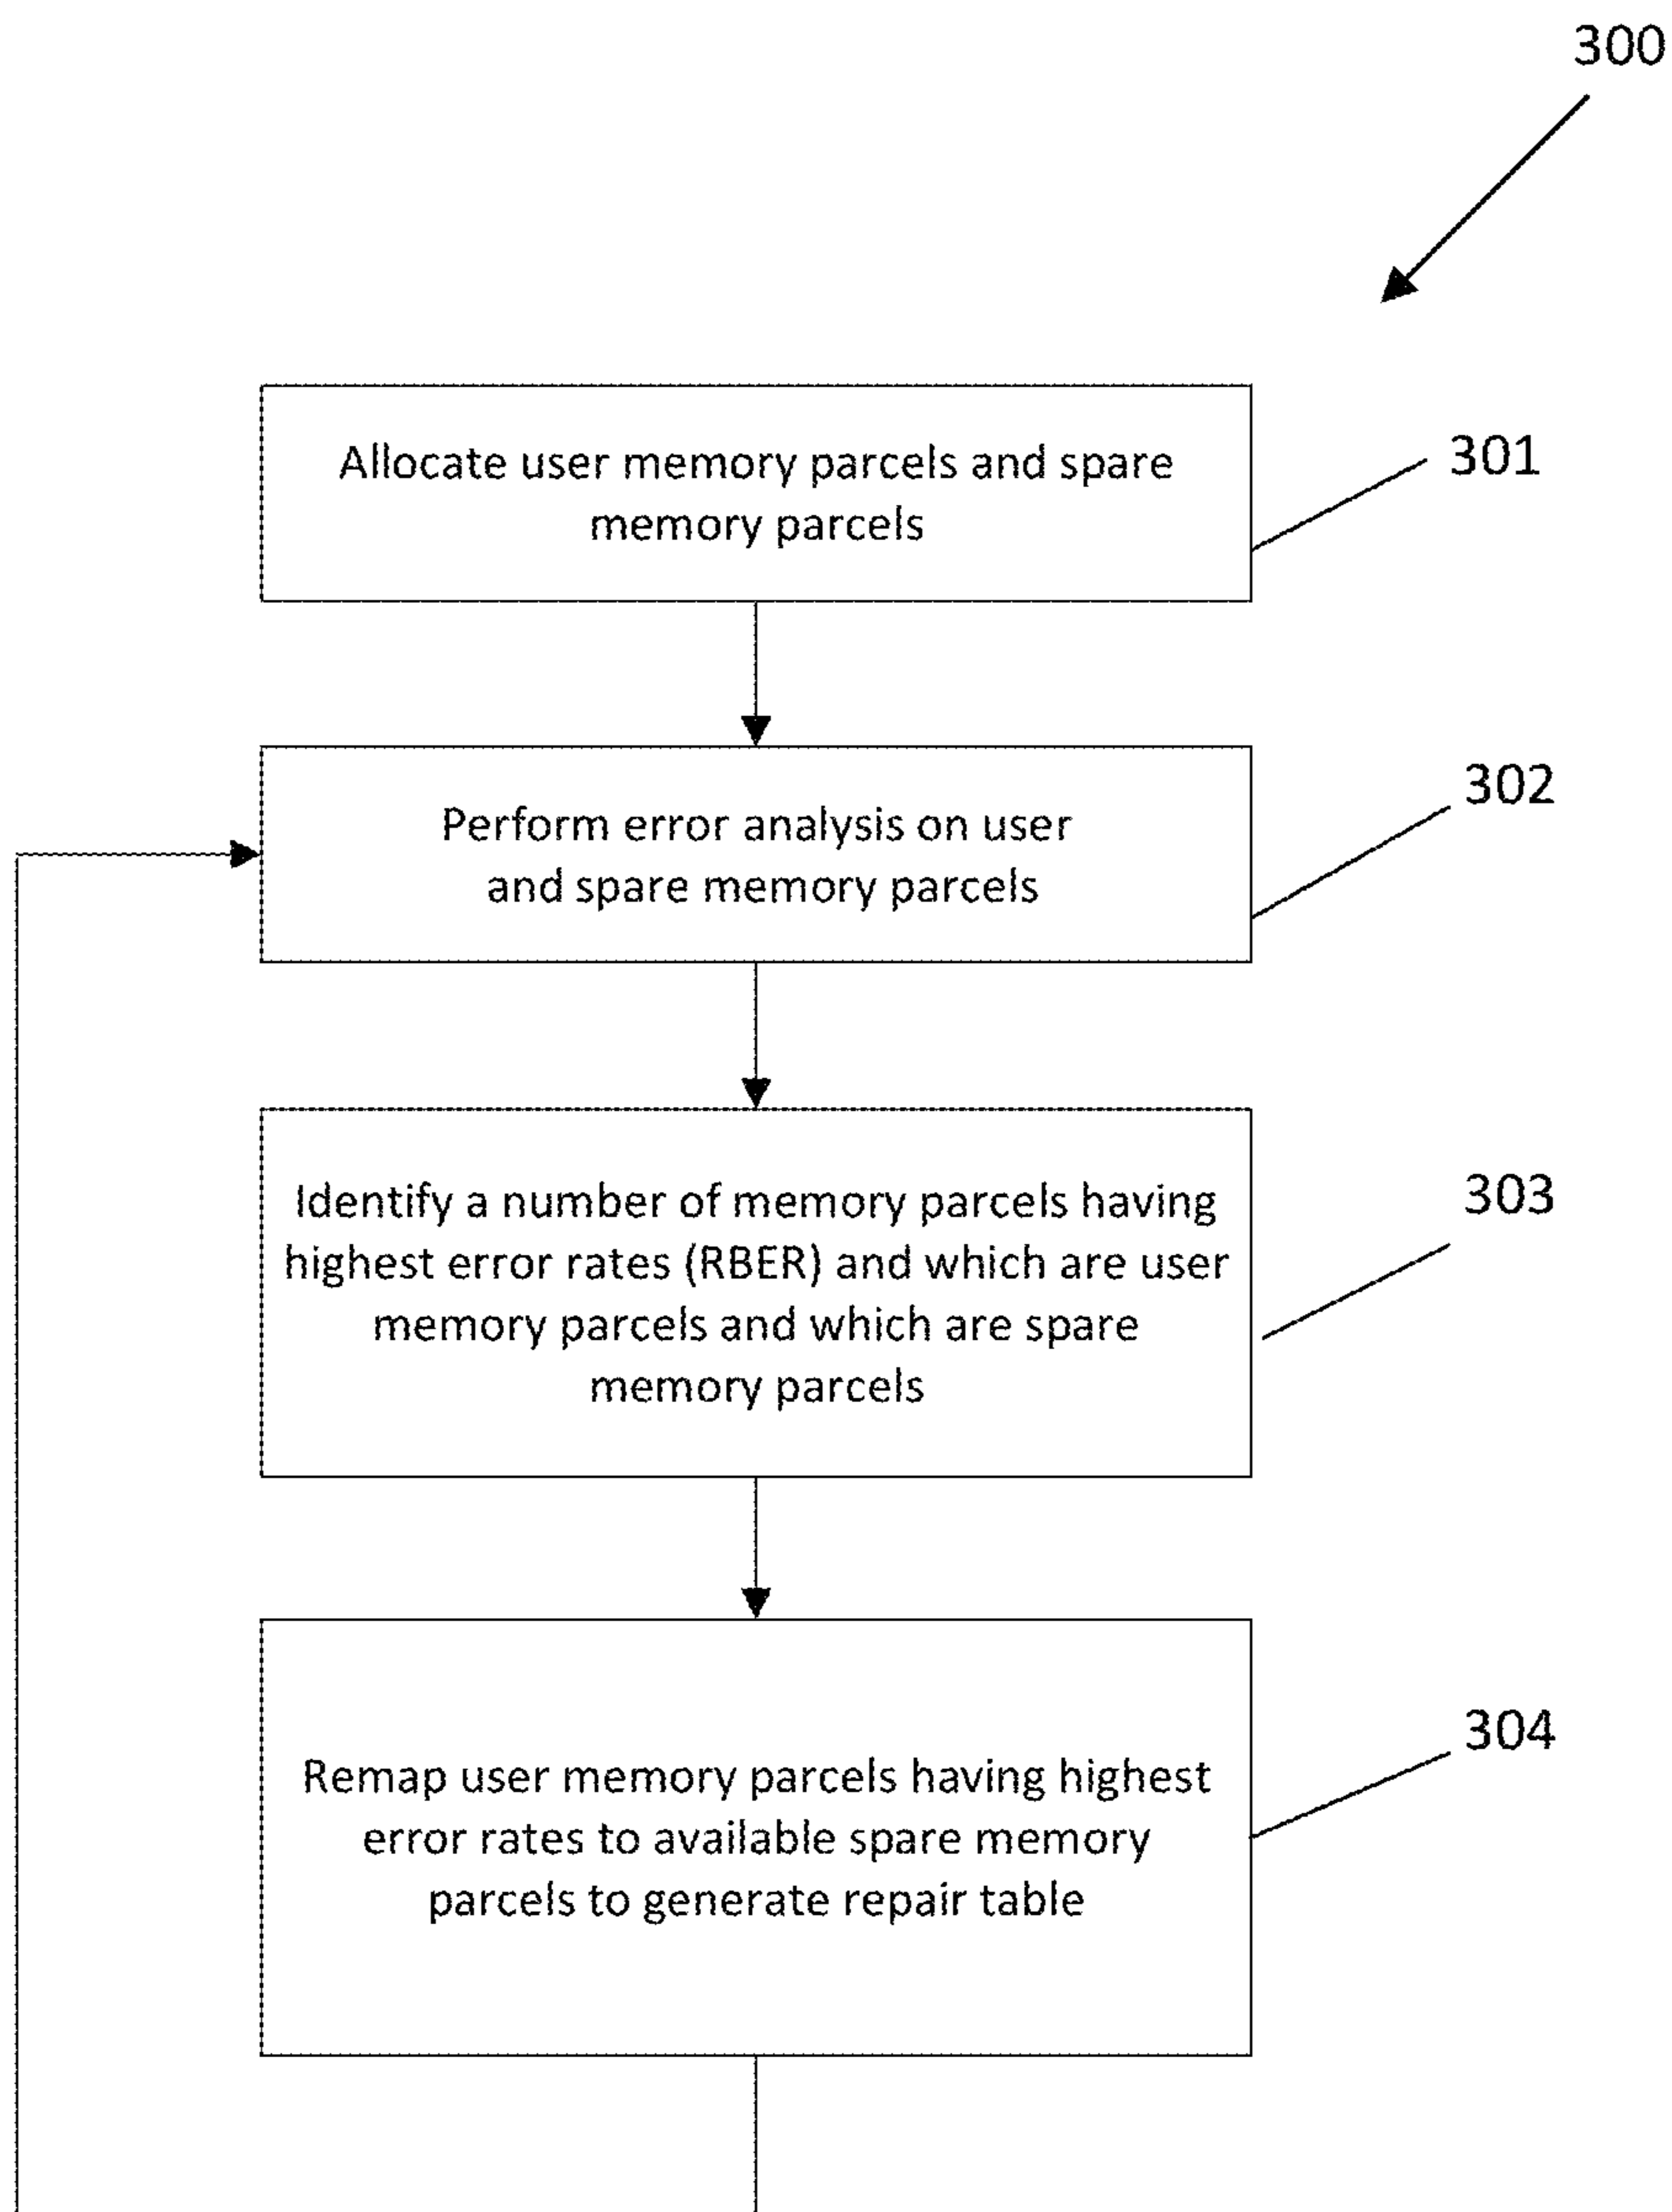 300
Allocate user memory parcels and spare
memory parcels
301
Perform error analysis on user
and spare memory parcels
302
Identify a number of memory parcels having
highest error rates (RBER) and which are user
memory parcels and which are spare
memory parcels
303
Remap user memory parcels having highest
error rates to available spare memory
parcels to generate repair table
304